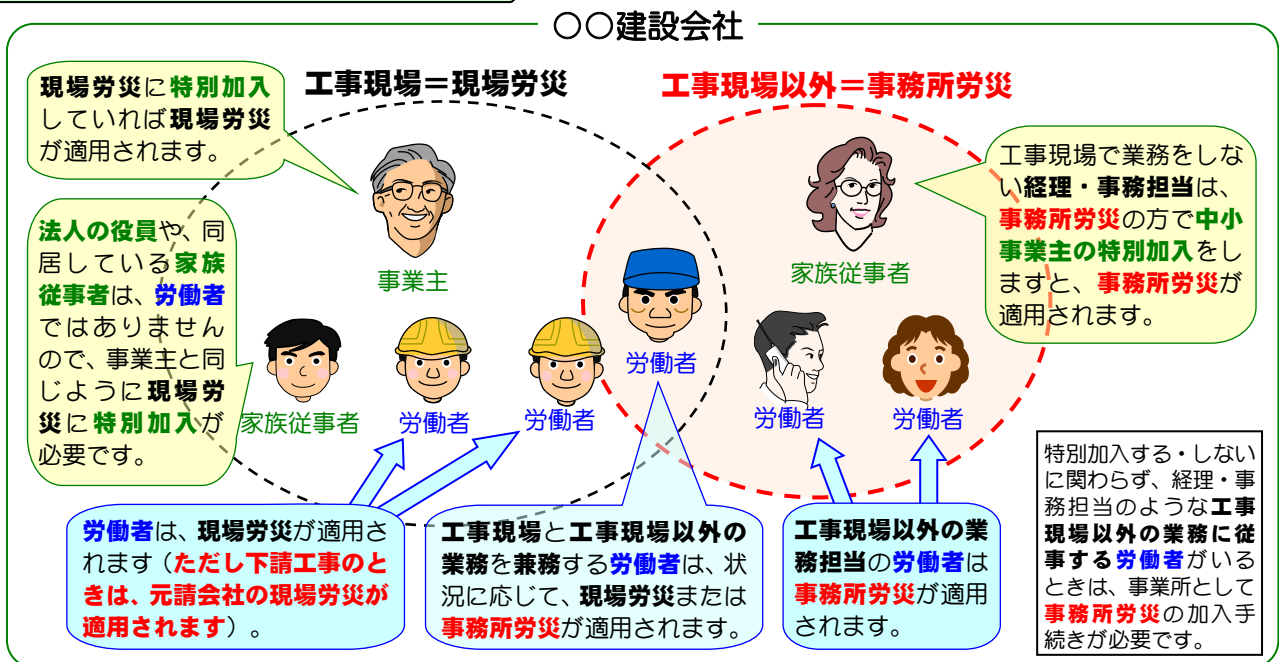 〇〇建設会社
工事現場=現場労災
工事現場以外=事務所労災
現場労災に特別加入
していれば現場労災
が適用されます。
法人の役員や、同
居している家族
従事者は、労働者
ではありませんの
ので、事業主と同
じように現場労
災に特別加入が
必要です。
事業主
家族従事者
労働者
労働者
労働者
家族従事者
労働者
労働者
工事現場で業務をしな
い経理・事務担当は、
事務所労災の方で中小
事業主の特別加入をし
ますと、事務所労災が
適用されます。
労働者は、現場労災が適用さ
れます(ただし下請工事のと
きは、元請会社の現場労災が
適用されます)。
工事現場と工事現場以外の
業務を兼務する労働者は、状
況に応じて、現場労災または
事務所労災が適用されます。
工事現場以外の業
務担当の労働者は
事務所労災が適用
されます。
特別加入する・しない
に関わらず、経理・事
務担当のような工事
現場以外の業務に従
事する労働者がいる
ときは、事業所として
事務所労災の加入手
続きが必要です。